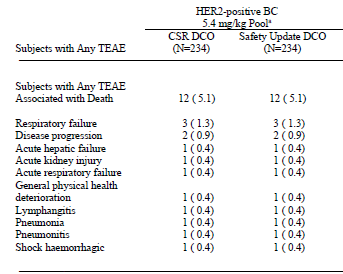 HER2-positive BC
5.4 mg/kg Poolᵃ
CSR DCO Safety Update DCO
Subjects with Any TEAE (N=234) (N=234)
Subjects with Any TEAE
Associated with Death 12 ( 5.1) 12 ( 5.1)
Respiratory failure 3 ( 1.3) 3 ( 1.3)
Disease progression 2 ( 0.9) 2 ( 0.9)
Acute hepatic failure 1 ( 0.4) 1 ( 0.4)
Acute kidney injury 1 ( 0.4) 1 ( 0.4)
Acute respiratory failure 1 ( 0.4) 1 ( 0.4)
General physical health
deterioration 1 ( 0.4) 1 ( 0.4)
Lymphangitis 1 ( 0.4) 1 ( 0.4)
Pneumonia 1 ( 0.4) 1 ( 0.4)
Pneumonitis 1 ( 0.4) 1 ( 0.4)
Shock haemorrhagic 1 ( 0.4) 1 ( 0.4)